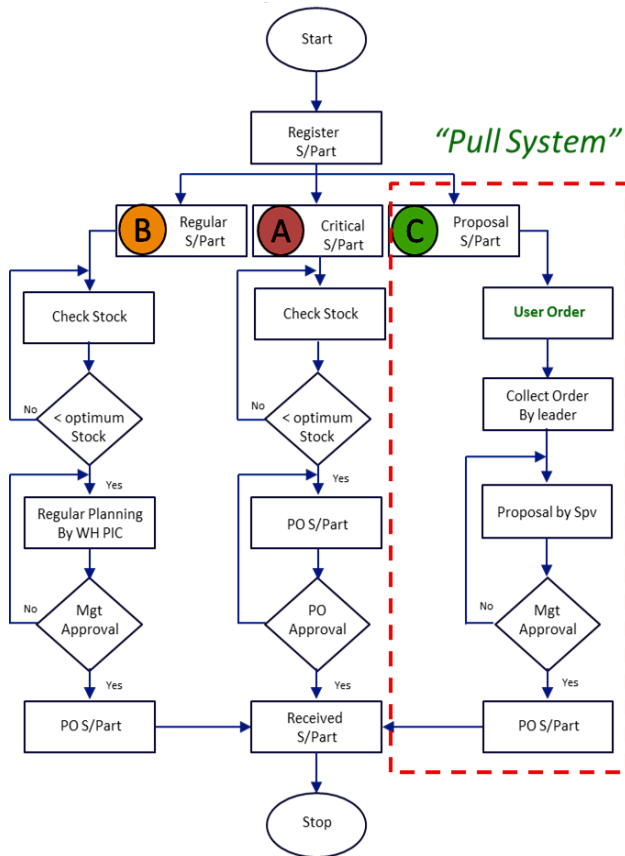 Start
Register
S/Part
"Pull System"
B
Regular
S/Part
A
Critical
S/Part
C
Proposal
S/Part
Check Stock
Check Stock
User Order
Collect Order
By leader
No
< optimum
Stock
No
< optimum
Stock
Yes
Yes
Regular Planning
By WH PIC
PO S/Part
Proposal by Spv
No
Mgt
Approval
PO
Approval
No
Mgt
Approval
Yes
Yes
Yes
PO S/Part
Received
S/Part
PO S/Part
Stop